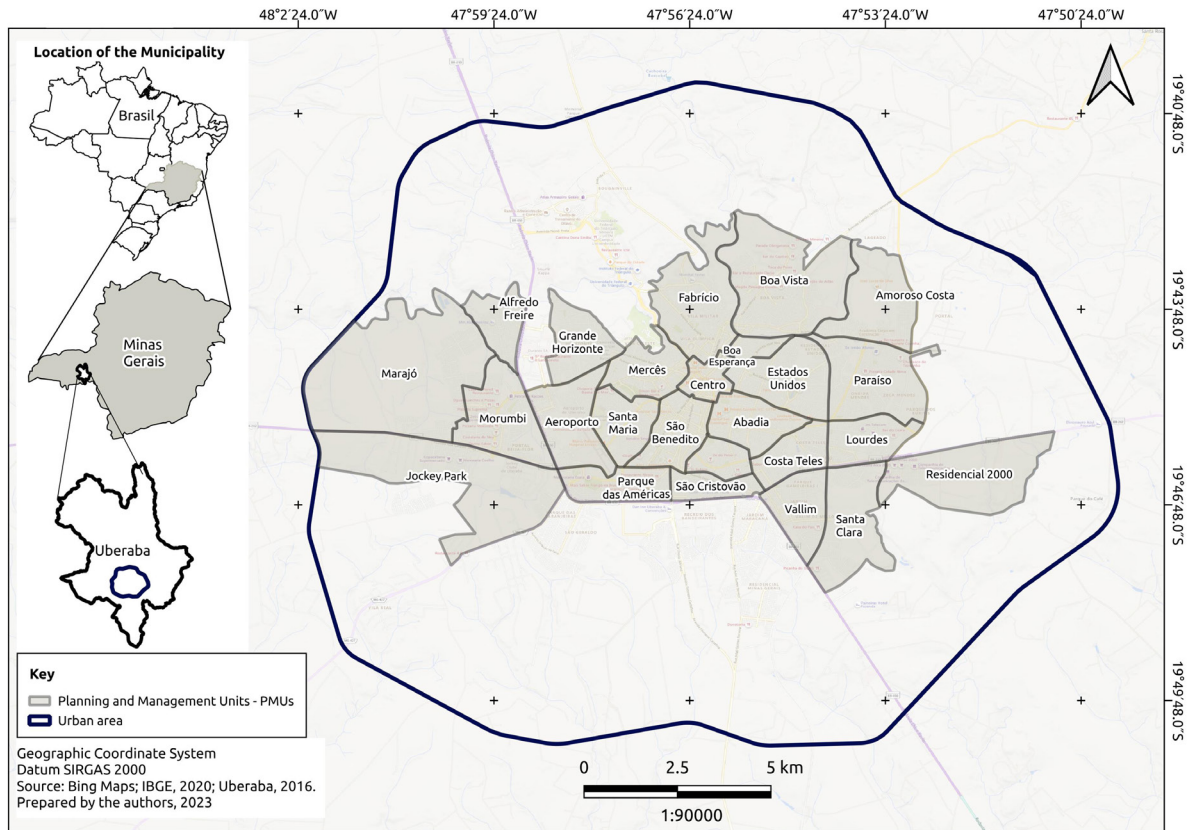 48°2′24.0″W 47°59′24.0″W 47°56′24.0″W 47°53′24.0″W 47°50′24.0″W
Location of the Municipality
Brasil
Minas
Gerais
Uberaba
19°40′48.0″S
19°43′48.0″S
19°46′48.0″S
19°49′48.0″S
Boa Vista
Fabrício
Amoroso Costa
Alfredo
Freire
Grande
Horizonte
Boa
Esperança
Marajó
Mercês
Centro
Estados
Unidos
Paraíso
Morumbi
Aeroporto
Santa
Maria
São
Benedito
Abadia
Lourdes
Costa Teles
Jockey Park
Parque
das Américas
São Cristovão
Residencial 2000
Vallim
Santa
Clara
Key
Planning and Management Units - PMUs
Urban area
Geographic Coordinate System
Datum SIRGAS 2000
Source: Bing Maps; IBGE, 2020; Uberaba, 2016.
Prepared by the authors, 2023
0 2.5 5 km
1:90000